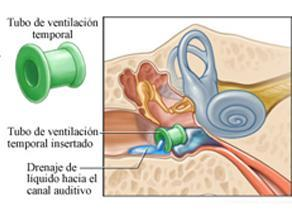 Tubo de ventilación
temporal
Tubo de ventilación
temporal insertado
Drenaje de
líquido hacia el
canal auditivo